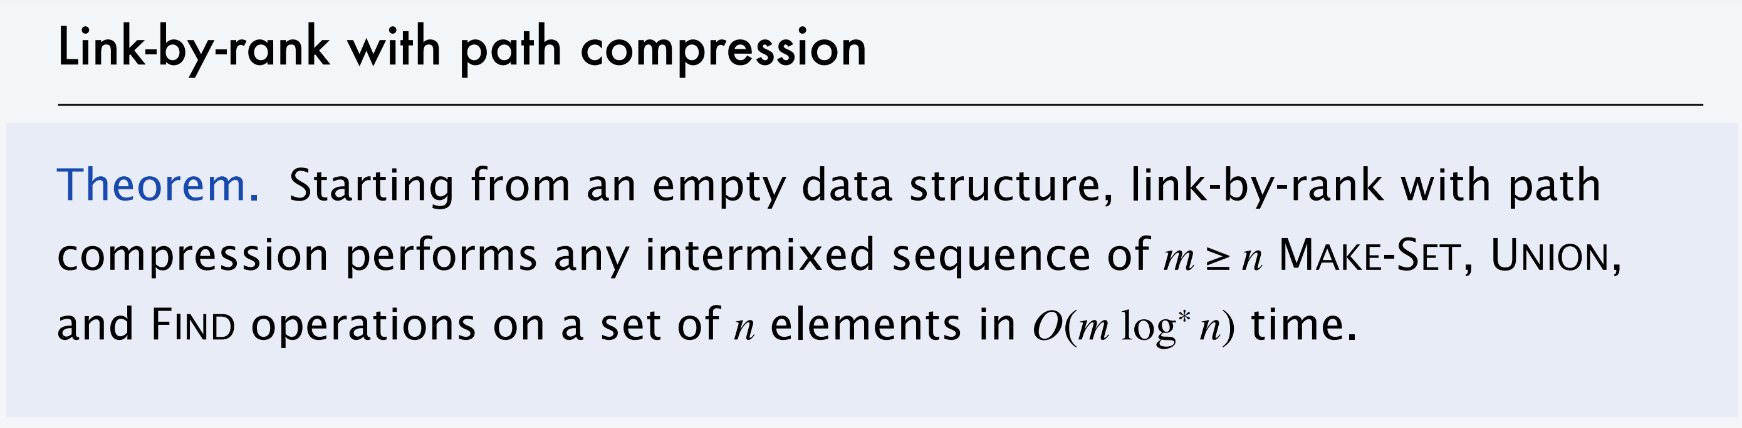 Link-by-rank with path compression
Theorem. Starting from an empty data structure, link-by-rank with path
compression performs any intermixed sequence of m ≥ n MAKE-SET, UNION,
and FIND operations on a set of n elements in O(m log* n) time.